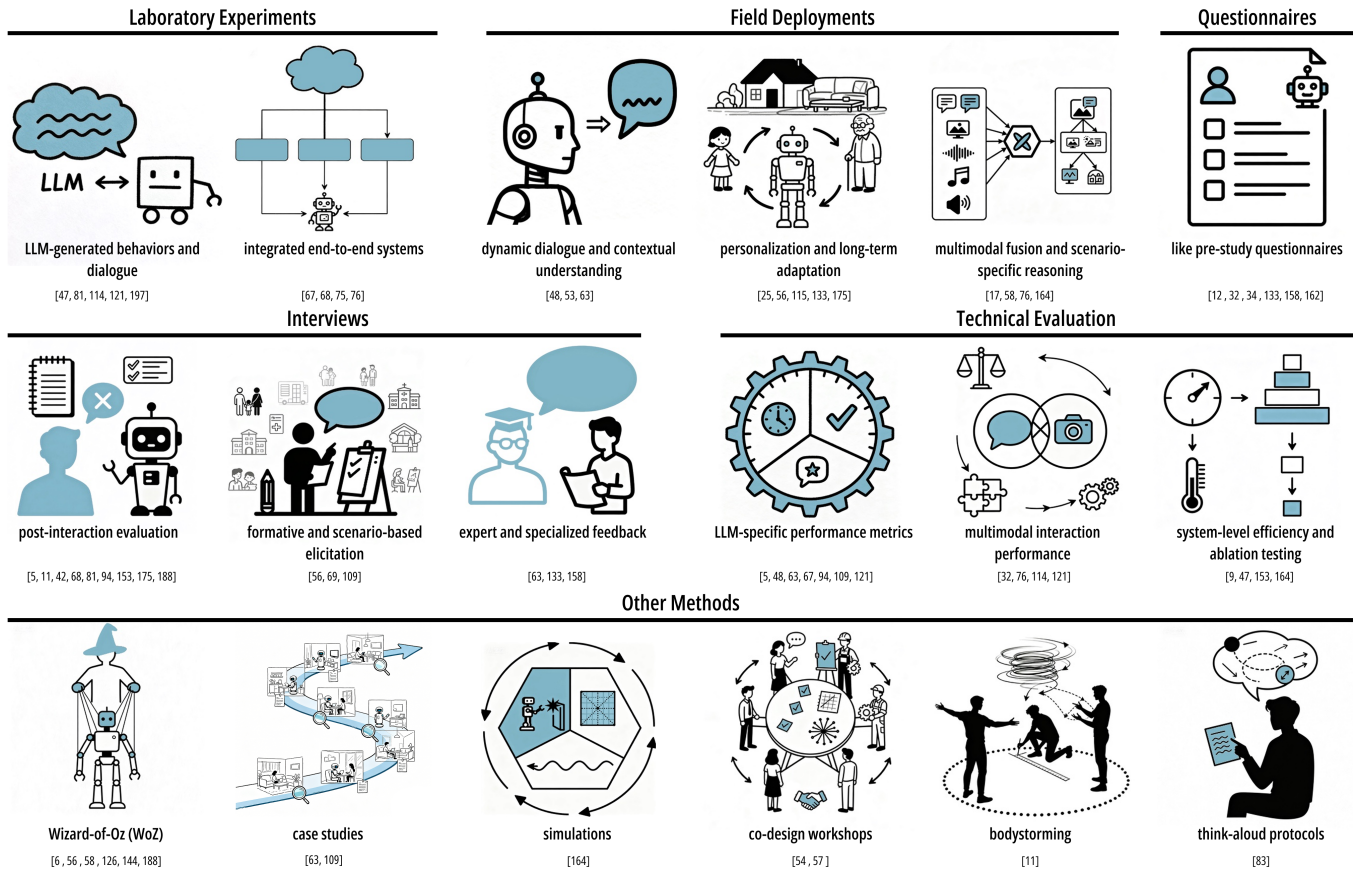 Laboratory Experiments
Field Deployments
Questionnaires
LLM
LLM-generated behaviors and
dialogue
[47, 81, 114, 121, 197]
integrated end-to-end systems
[67, 68, 75, 76]
dynamic dialogue and contextual
understanding
[48, 53, 63]
personalization and long-term
adaptation
[25, 56, 115, 133, 175]
multimodal fusion and scenario-
specific reasoning
[17, 58, 76, 164]
like pre-study questionnaires
[12 , 32 , 34 , 133, 158, 162]
Interviews
Technical Evaluation
post-interaction evaluation
[5, 11, 42, 68, 81, 94, 153, 175, 188]
formative and scenario-based
elicitation
[56, 69, 109]
expert and specialized feedback
[63, 133, 158]
LLM-specific performance metrics
[5, 48, 63, 67, 94, 109, 121]
multimodal interaction
performance
[32, 76, 114, 121]
system-level efficiency and
ablation testing
[9, 47, 153, 164]
Other Methods
Wizard-of-Oz (WoZ)
[6 , 56 , 58 , 126, 144, 188]
case studies
[63, 109]
simulations
[164]
co-design workshops
[54 , 57 ]
bodystorming
[11]
think-aloud protocols
[83]